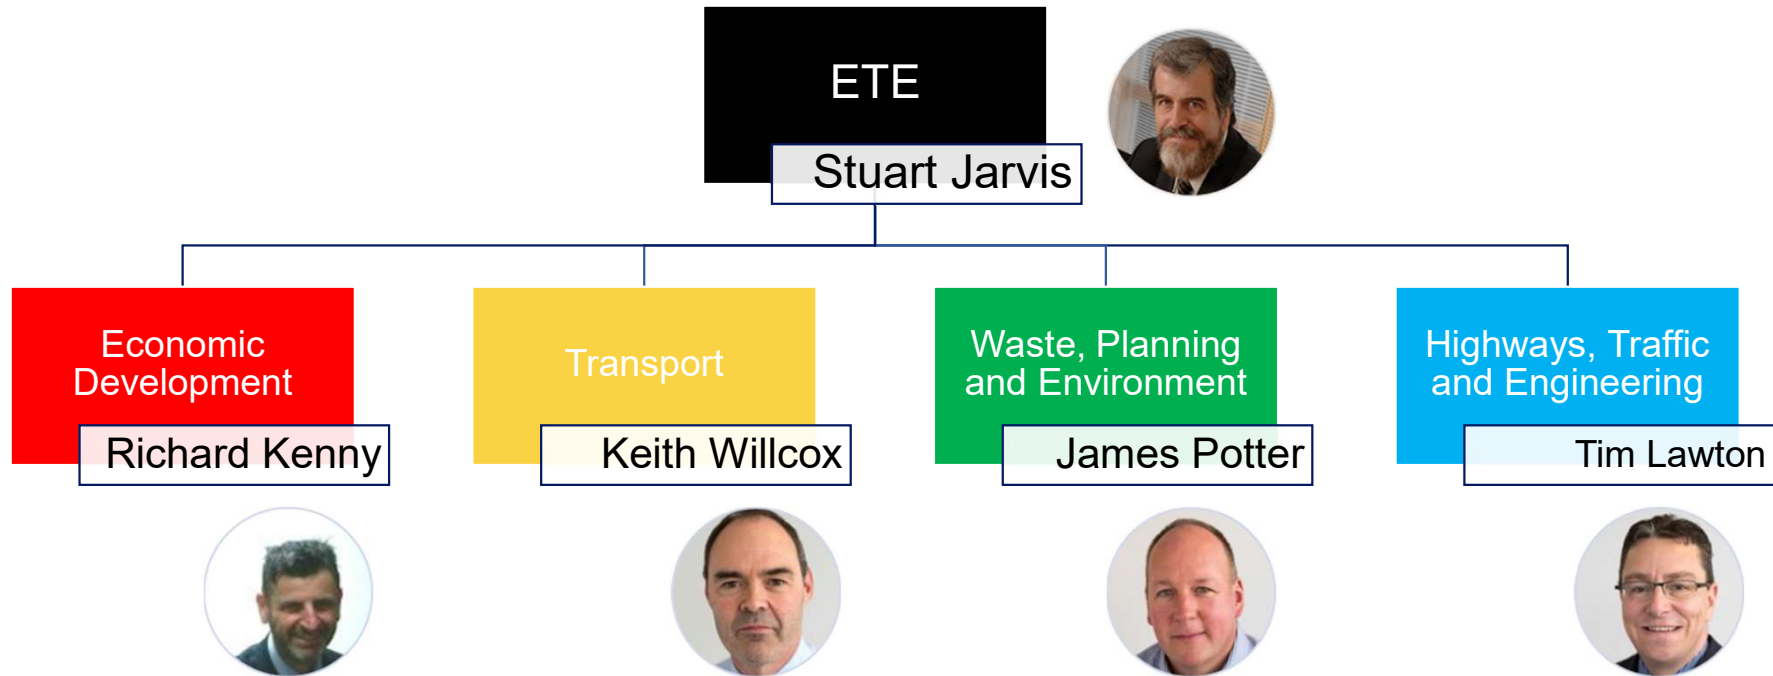 ETE
Stuart Jarvis
Economic
Development
Richard Kenny
Transport
Keith Willcox
Waste, Planning
and Environment
James Potter
Highways, Traffic
and Engineering
Tim Lawton